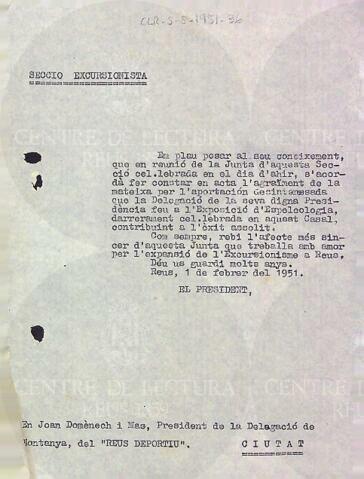 CLR-S-S-1951-36
SECCIO EXCURSIONISTA
Em plau posar al seu coneixement,
que en reunió de la Junta d'aquesta Sec-
ció cel.lebrada en el dia d'ahir, s'acor-
dà fer constar en acta l'agraiment de la
mateixa per l'aportación desinteressada
que la Delegació de la seva digna Presi-
dència feu a l'Exposició d'Espeleologia,
darrerament cel.lebrada en aquest Casal,
contribuint a l'èxit assolit.
Com sempre, rebi l'afecte més sin-
cer d'aquesta Junta que treballa amb amor
per l'expansió de l'Excursionisme a Reus.
Déu us guardi molts anys.
Reus, 1 de febrer del 1951.
EL PRESIDENT,
CENTRE DE LECTURA
En Joan Domènech i Mas, President de la Delegació de
Montanya, del "REUS DEPORTIU". CIUTAT